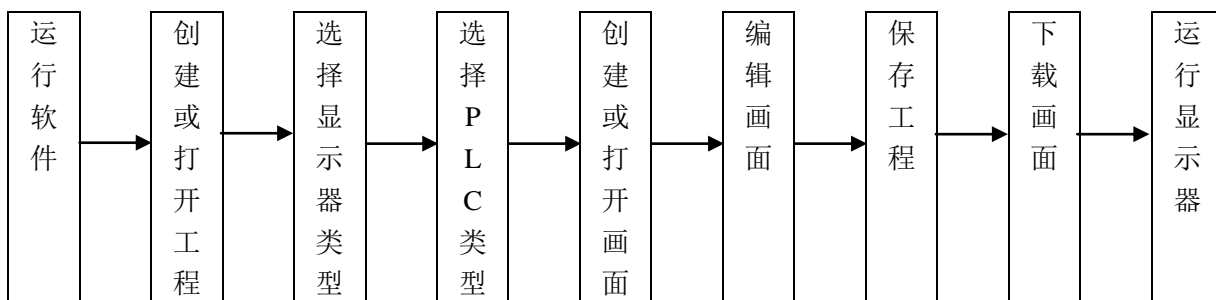 运行软件
创建或打开工程
选择显示器类型
选择PLC类型
创建或打开画面
编辑画面
保存工程
下载画面
运行显示器